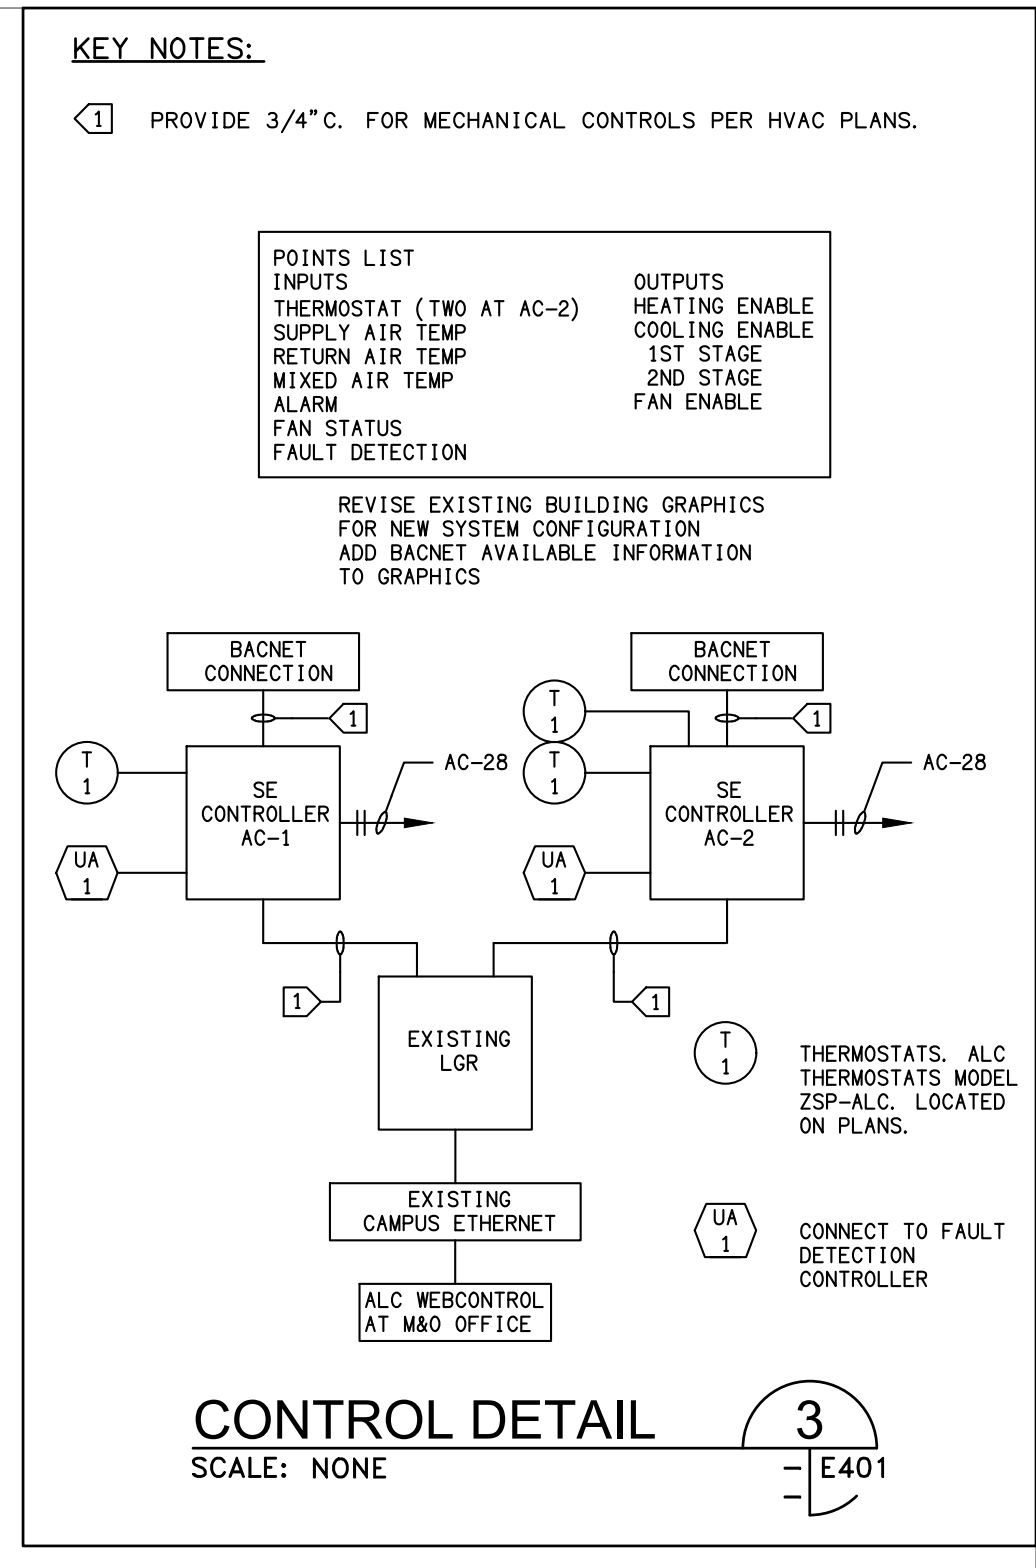 KEY NOTES:
1 PROVIDE 3/4"C. FOR MECHANICAL CONTROLS PER HVAC PLANS.
POINTS LIST
INPUTS
THERMOSTAT (TWO AT AC-2)
SUPPLY AIR TEMP
RETURN AIR TEMP
MIXED AIR TEMP
ALARM
FAN STATUS
FAULT DETECTION
OUTPUTS
HEATING ENABLE
COOLING ENABLE
1ST STAGE
2ND STAGE
FAN ENABLE
REVISE EXISTING BUILDING GRAPHICS
FOR NEW SYSTEM CONFIGURATION
ADD BACNET AVAILABLE INFORMATION
TO GRAPHICS
BACNET
CONNECTION
1
T
1
SE
CONTROLLER
AC-1
AC-28
UA
1
BACNET
CONNECTION
1
T
1
T
1
SE
CONTROLLER
AC-2
AC-28
UA
1
1
1
EXISTING
LGR
EXISTING
CAMPUS ETHERNET
ALC WEBCONTROL
AT M&O OFFICE
T
1
THERMOSTATS. ALC
THERMOSTATS MODEL
ZSP-ALC. LOCATED
ON PLANS.
UA
1
CONNECT TO FAULT
DETECTION
CONTROLLER
CONTROL DETAIL
SCALE: NONE
3
- E401
-